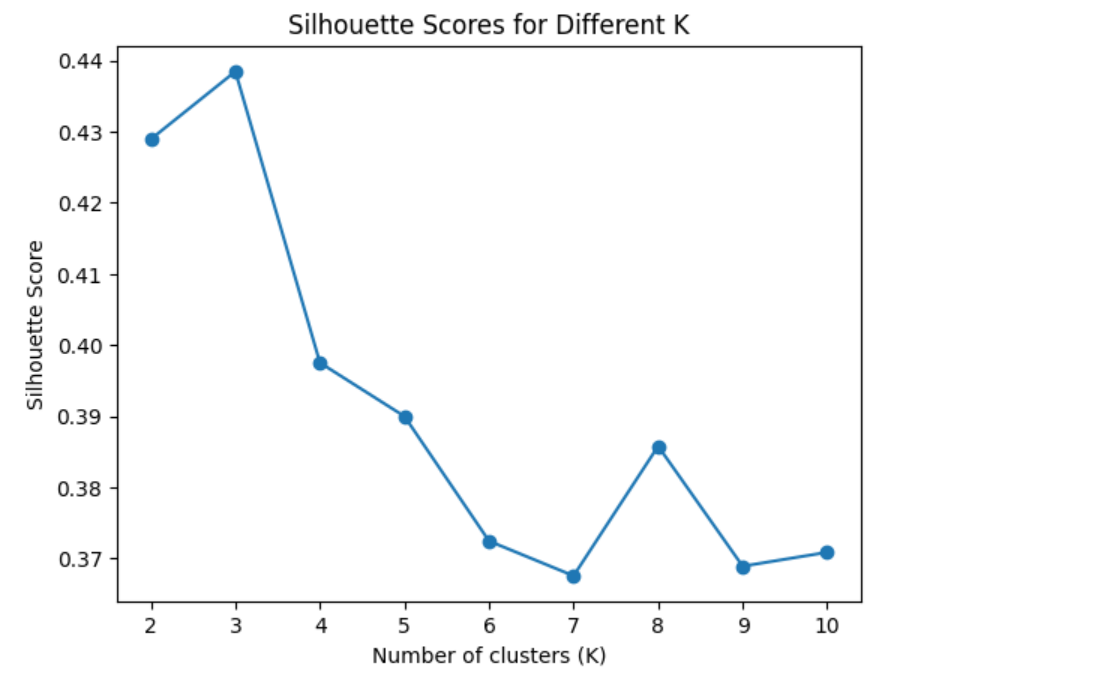 Silhouette Scores for Different K
0.44
0.43
0.42
0.41
0.40
0.39
0.38
0.37
Silhouette Score
2 3 4 5 6 7 8 9 10
Number of clusters (K)